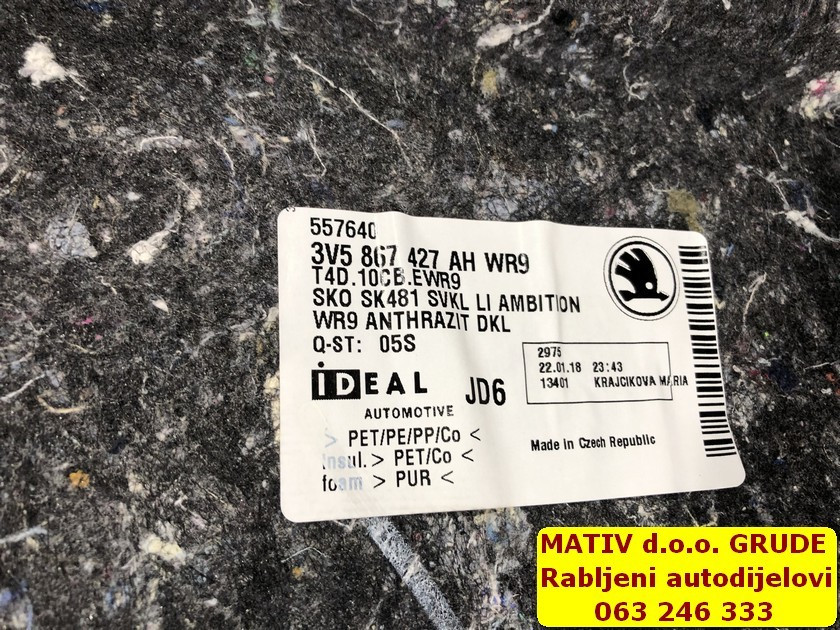 557640
3V5 867 427 AH WR9
T4D.10CB.EWR9
SKO SK481 SVKL LI AMBITION
WR9 ANTHRAZIT DKL
Q-ST: 05S
2975
22.01.18 23:43
13401 KRAJCIKOVA MARIA
iDEAL JD6
AUTOMOTIVE
> PET/PE/PP/Co <
Insul. > PET/Co <
foam > PUR <
Made in Czech Republic
MATIV d.o.o. GRUDE
Rabljeni autodijelovi
063 246 333